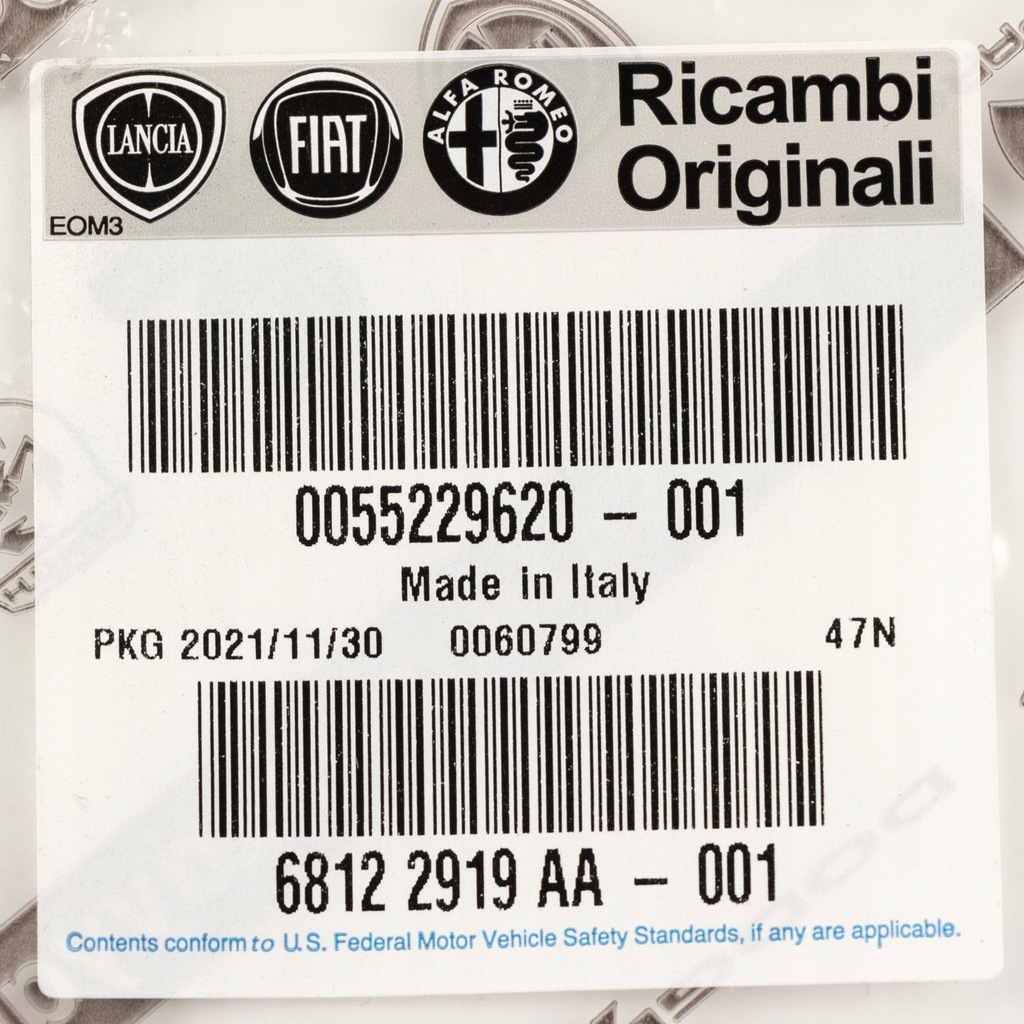 LANCIA
FIAT
ALFA ROMEO
Ricambi
Originali
EOM3
0055229620 – 001
Made in Italy
PKG 2021/11/30 0060799 47N
6812 2919 AA – 001
Contents conform to U.S. Federal Motor Vehicle Safety Standards, if any are applicable.